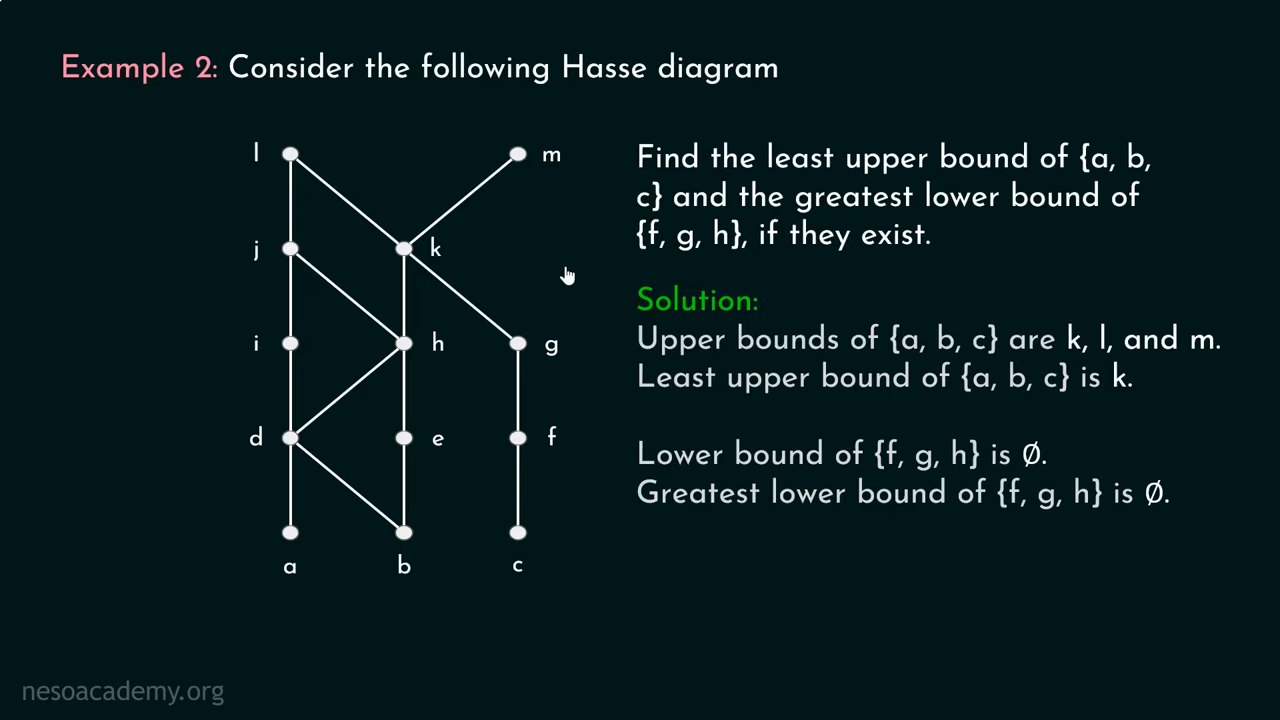 Example 2: Consider the following Hasse diagram
l
m
j
k
i
h
g
d
e
f
a
b
c
Find the least upper bound of {a, b,
c} and the greatest lower bound of
{f, g, h}, if they exist.
Solution:
Upper bounds of {a, b, c} are k, l, and m.
Least upper bound of {a, b, c} is k.
Lower bound of {f, g, h} is ∅.
Greatest lower bound of {f, g, h} is ∅.
nesoacademy.org